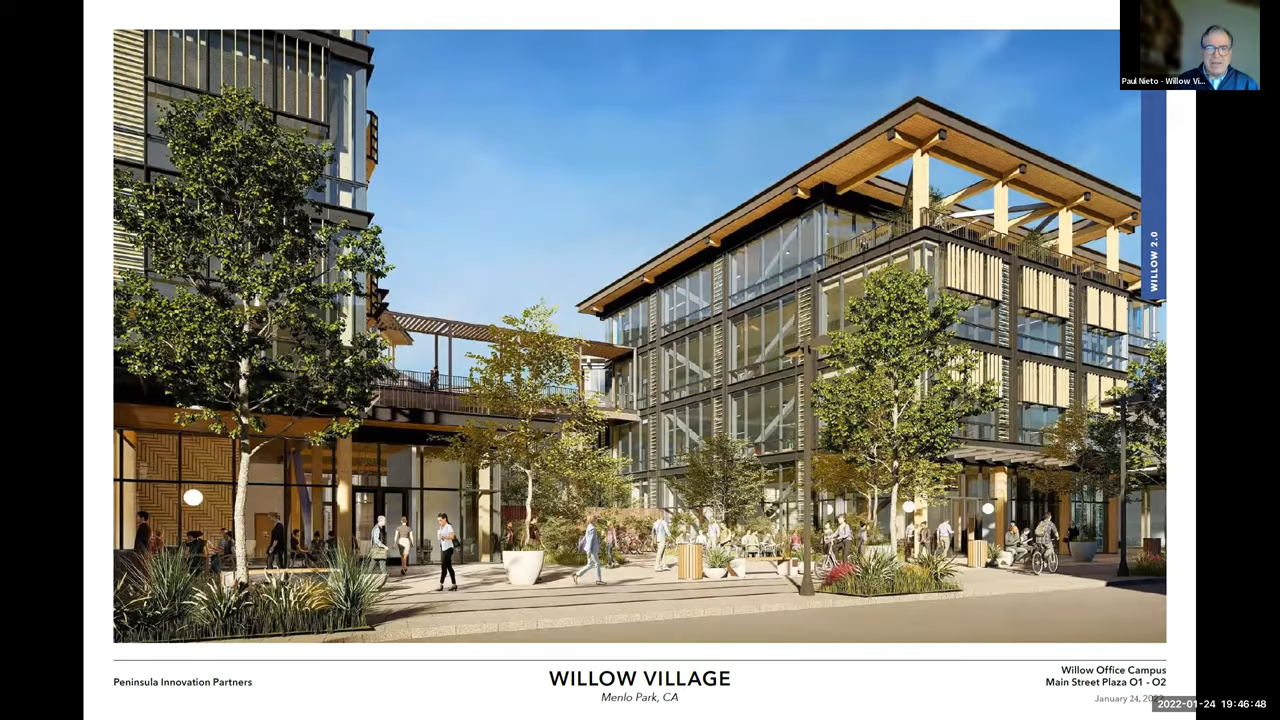 Paul Nieto - Willow Vi...
WILLOW 2.0
Peninsula Innovation Partners
WILLOW VILLAGE
Menlo Park, CA
Willow Office Campus
Main Street Plaza O1 - O2
January 24, 2022
2022-01-24 19:46:48